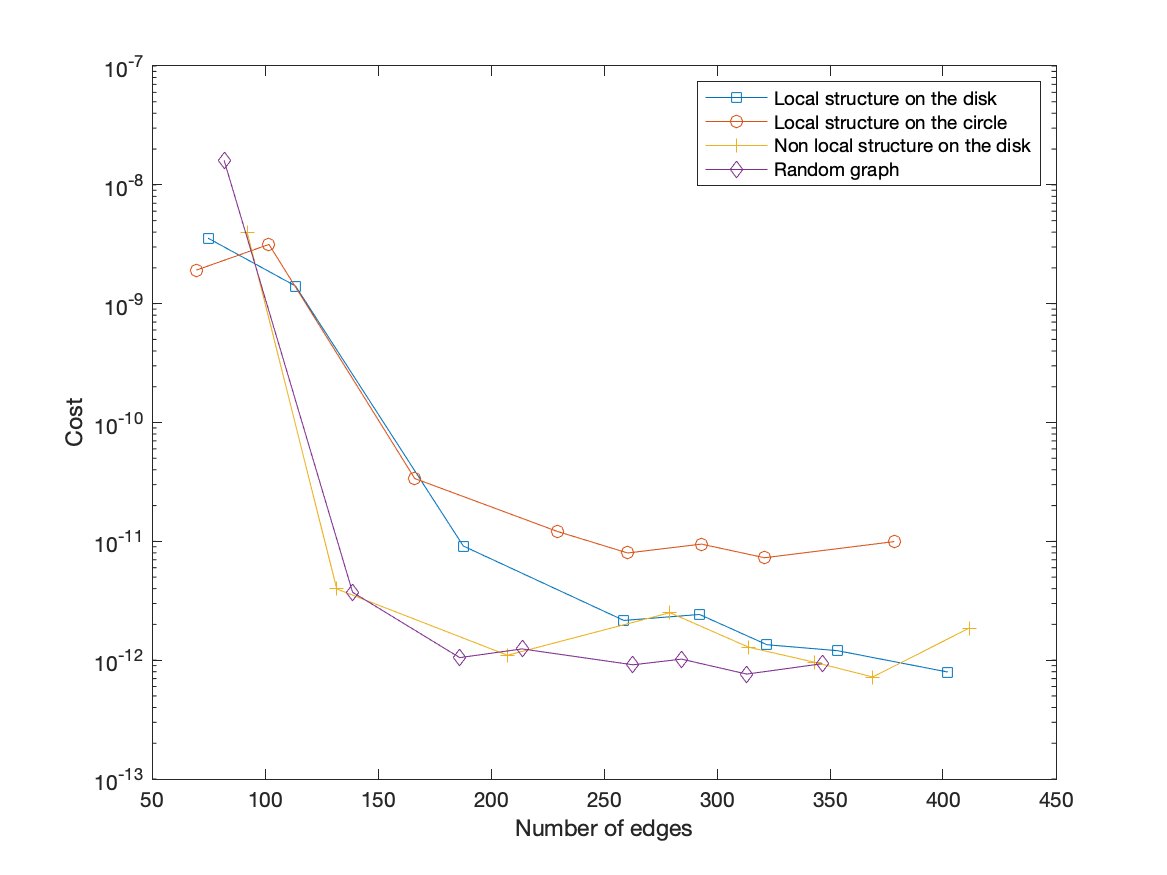 10^-7
10^-8
10^-9
10^-10
10^-11
10^-12
10^-13
Cost
50 100 150 200 250 300 350 400 450
Number of edges
Local structure on the disk
Local structure on the circle
Non local structure on the disk
Random graph